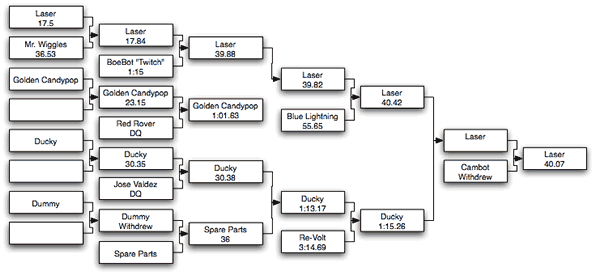 Laser
17.5
Mr. Wiggles
36.53
Golden Candypop
Ducky
Dummy
Laser
17.84
BoeBot "Twitch"
1:15
Golden Candypop
23.15
Red Rover
DQ
Ducky
30.35
Jose Valdez
DQ
Dummy
Withdrew
Spare Parts
Laser
39.88
Golden Candypop
1:01.63
Ducky
30.38
Spare Parts
36
Laser
39.82
Blue Lightning
55.65
Ducky
1:13.17
Re-Volt
3:14.69
Laser
40.42
Ducky
1:15.26
Laser
Cambot
Withdrew
Laser
40.07